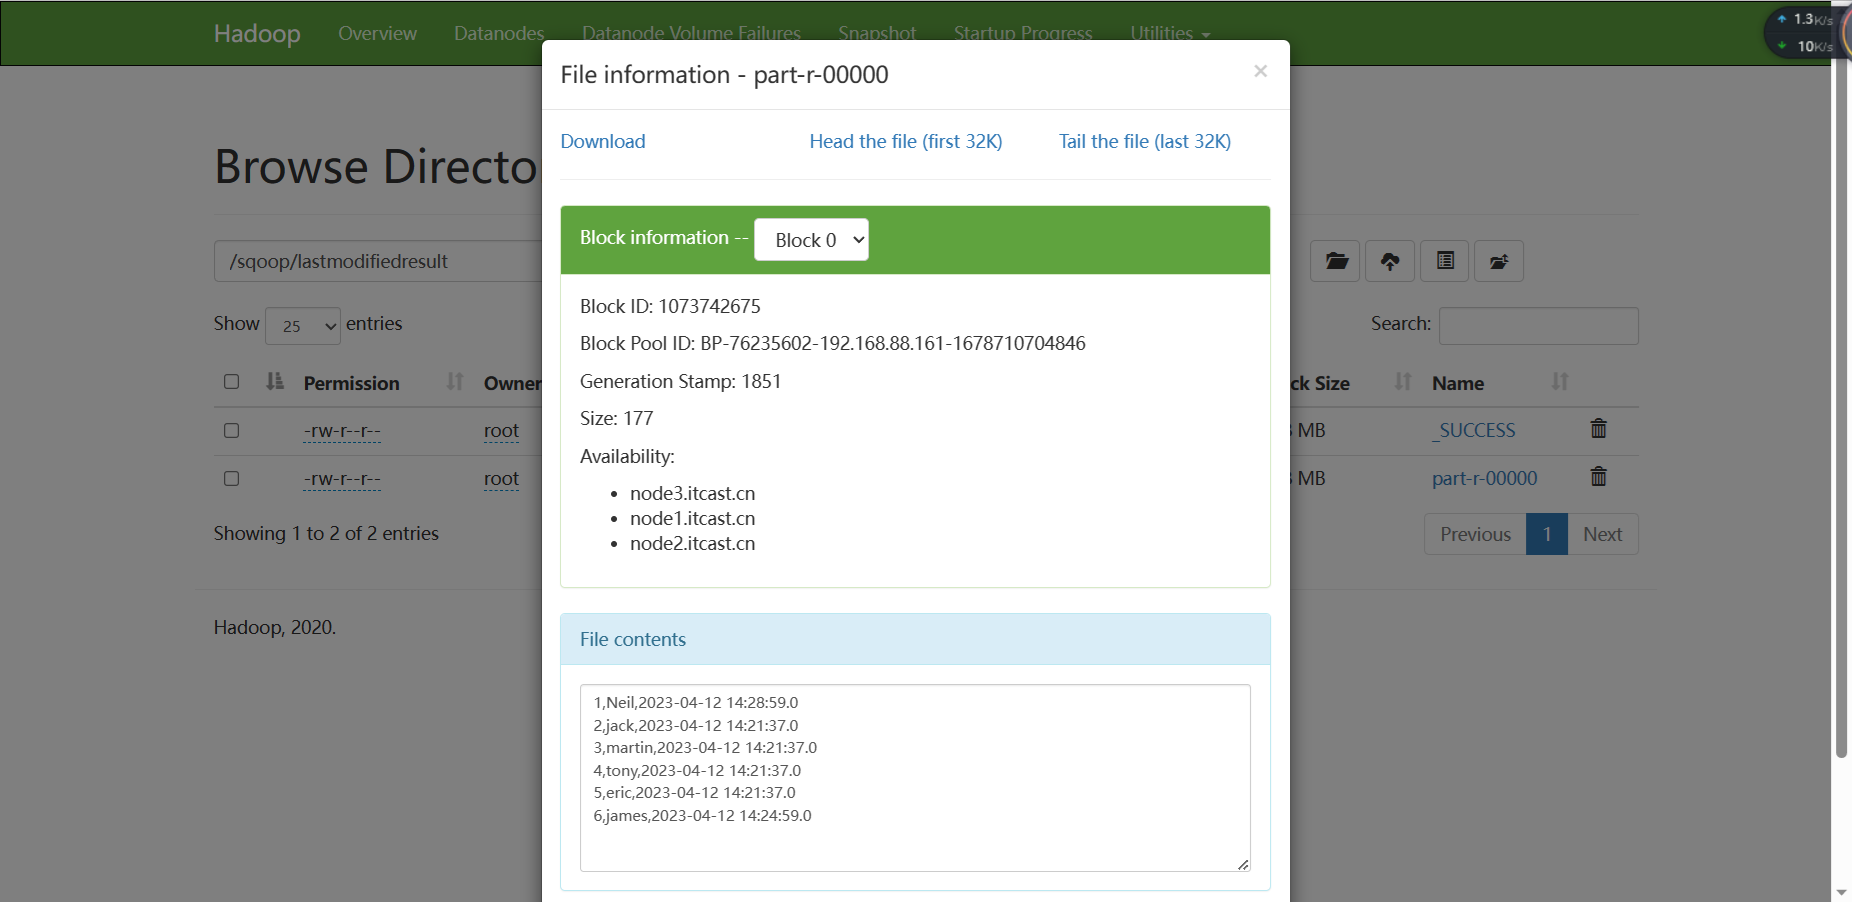 Hadoop Overview Datanodes Datanode Volume Failures Snapshot Startup Progress Utilities
1.3K/s
10K/s
File information - part-r-00000 ×
Download Head the file (first 32K) Tail the file (last 32K)
Browse Directo
/sqoop/lastmodifiedresult
Block information -- Block 0
Show 25 entries
Search:
Block ID: 1073742675
Block Pool ID: BP-76235602-192.168.88.161-1678710704846
Generation Stamp: 1851
Size: 177
Availability:
node3.itcast.cn
node1.itcast.cn
node2.itcast.cn
Permission Owner ck Size Name
-rw-r--r-- root MB _SUCCESS
-rw-r--r-- root MB part-r-00000
Showing 1 to 2 of 2 entries
Previous 1 Next
Hadoop, 2020.
File contents
1,Neil,2023-04-12 14:28:59.0
2,jack,2023-04-12 14:21:37.0
3,martin,2023-04-12 14:21:37.0
4,tony,2023-04-12 14:21:37.0
5,eric,2023-04-12 14:21:37.0
6,james,2023-04-12 14:24:59.0